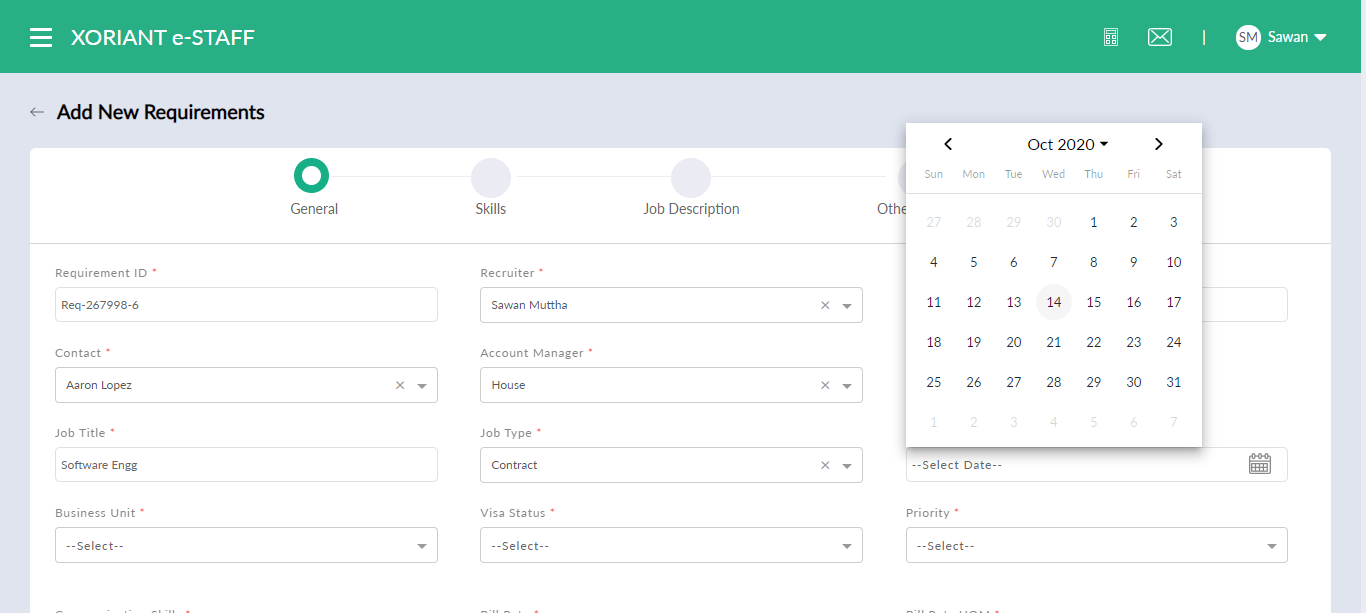 XORIANT e-STAFF
|
SM Sawan
Add New Requirements
General
Skills
Job Description
Othe
Oct 2020
Sun Mon Tue Wed Thu Fri Sat
27 28 29 30 1 2 3
4 5 6 7 8 9 10
11 12 13 14 15 16 17
18 19 20 21 22 23 24
25 26 27 28 29 30 31
1 2 3 4 5 6 7
Requirement ID *
Req-267998-6
Recruiter *
Sawan Muttha
Contact *
Aaron Lopez
Account Manager *
House
Job Title *
Software Engg
Job Type *
Contract
--Select Date--
Business Unit *
--Select--
Visa Status *
--Select--
Priority *
--Select--